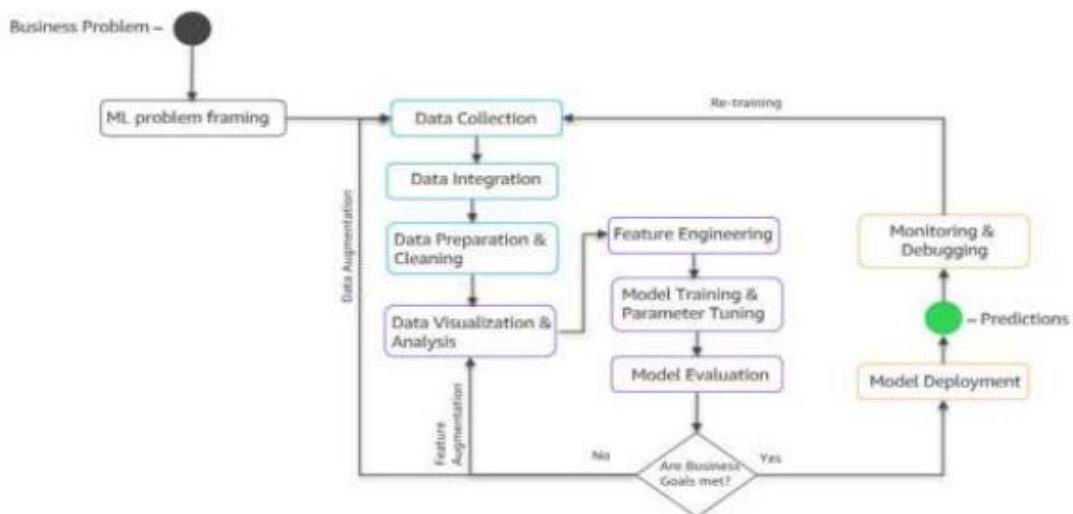 Business Problem –
ML problem framing
Data Collection
Re-training
Data Integration
Data Preparation &
Cleaning
Data Visualization &
Analysis
Feature Engineering
Model Training &
Parameter Tuning
Model Evaluation
Monitoring &
Debugging
– Predictions
Model Deployment
Data Augmentation
Feature
Augmentation
No
Are Business
Goals met?
Yes